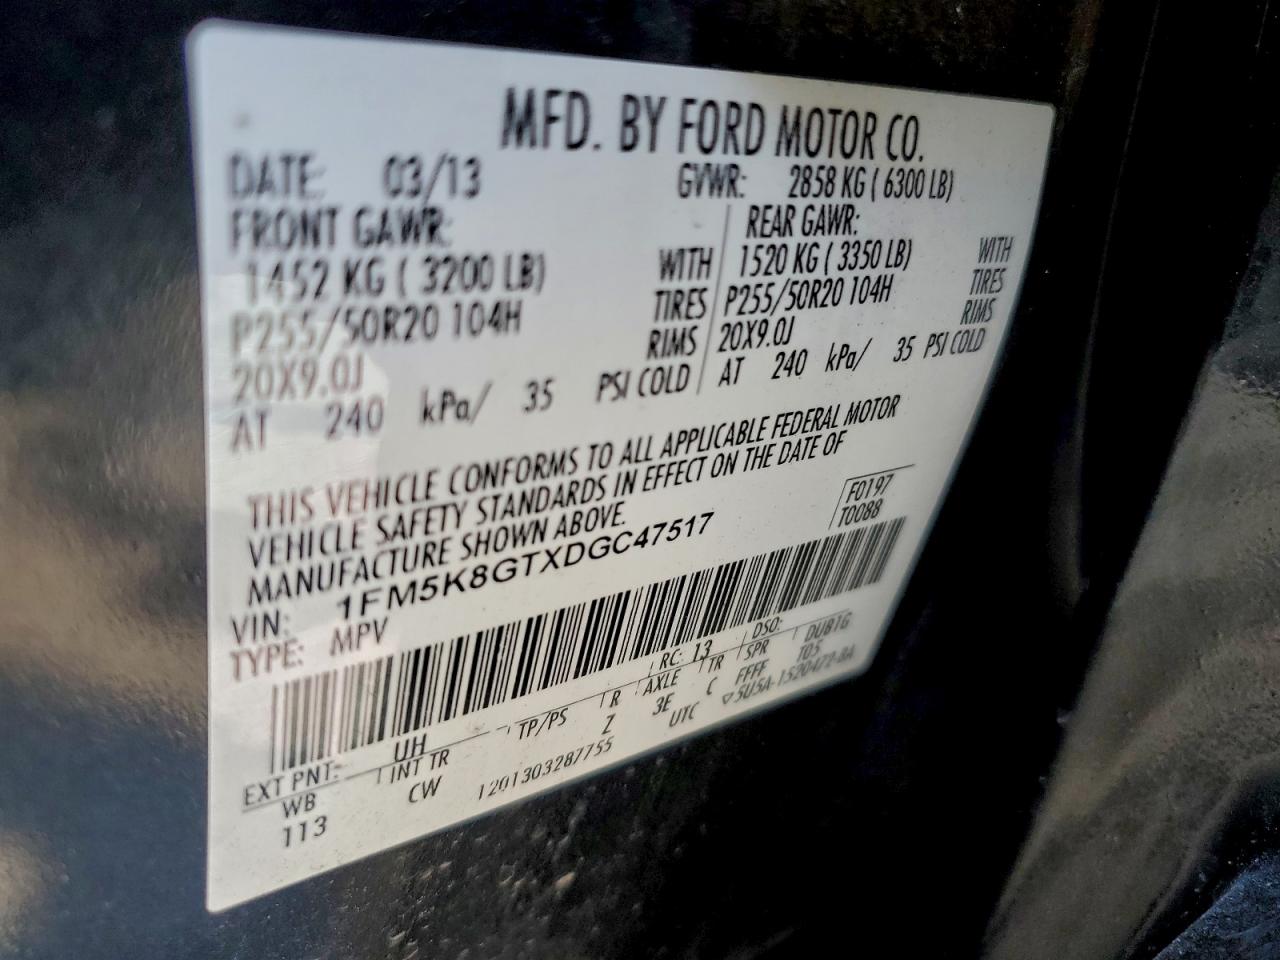 MFD. BY FORD MOTOR CO.
DATE: 03/13 GVWR: 2858 KG ( 6300 LB)
FRONT GAWR: REAR GAWR:
1452 KG ( 3200 LB) WITH 1520 KG ( 3350 LB) WITH
P255/50R20 104H TIRES P255/50R20 104H TIRES
20X9.0J RIMS 20X9.0J RIMS
AT 240 kPa/ 35 PSI COLD AT 240 kPa/ 35 PSI COLD
THIS VEHICLE CONFORMS TO ALL APPLICABLE FEDERAL MOTOR
VEHICLE SAFETY STANDARDS IN EFFECT ON THE DATE OF
MANUFACTURE SHOWN ABOVE.
VIN: 1FM5K8GTXDGC47517
TYPE: MPV
F0197
T0088
EXT PNT: UH RC: 13 DSO:
WB INT TR TP/PS R AXLE TR SPR DUB1G
113 CW Z 3E C FFFF T05
1201303287755 UTC ▽5U5A-1520472-BA